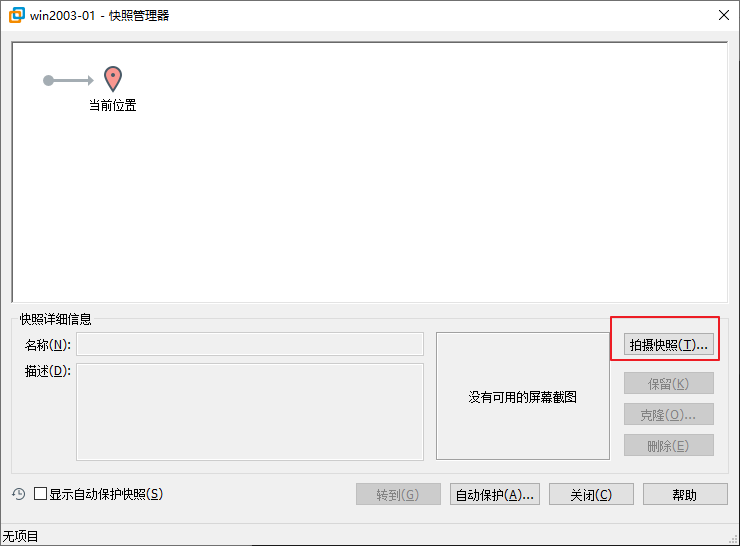 win2003-01 - 快照管理器
当前位置
快照详细信息
名称(N):
拍摄快照(T)...
描述(D):
没有可用的屏幕截图
保留(K)
克隆(O)...
删除(E)
显示自动保护快照(S)
转到(G)
自动保护(A)...
关闭(C)
帮助
无项目